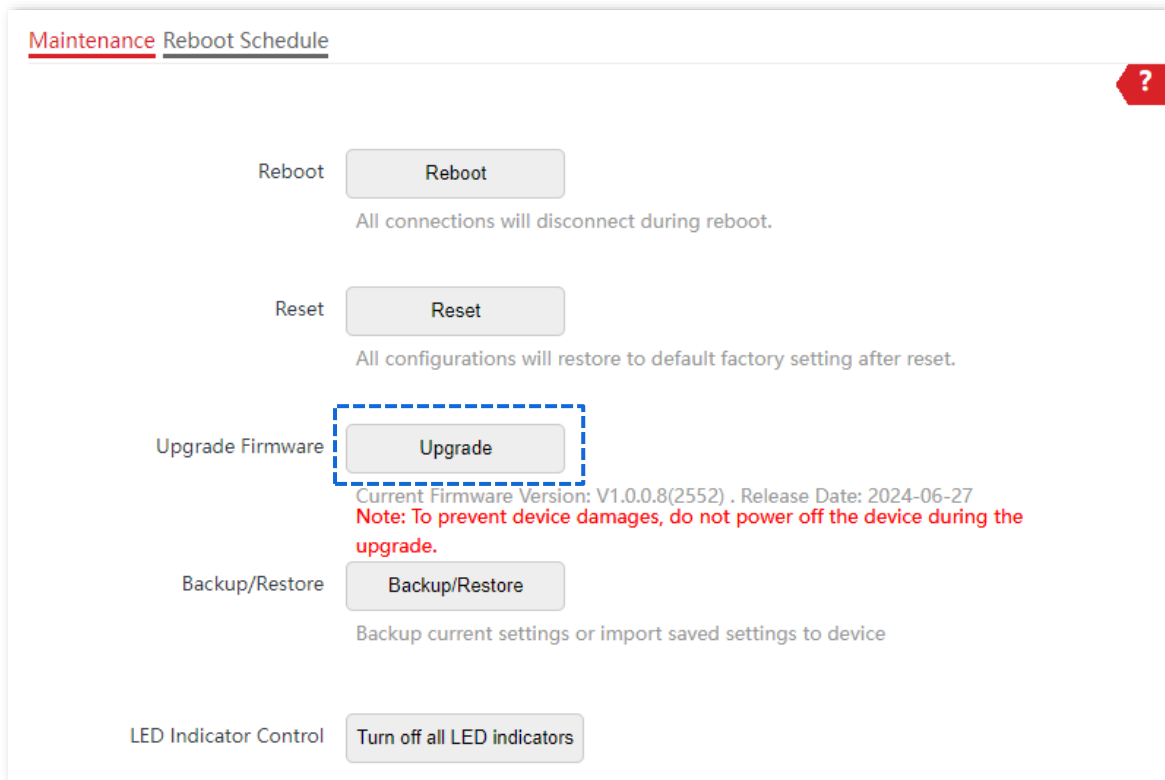 Maintenance Reboot Schedule
?
Reboot Reboot
All connections will disconnect during reboot.
Reset Reset
All configurations will restore to default factory setting after reset.
Upgrade Firmware Upgrade
Current Firmware Version: V1.0.0.8(2552) . Release Date: 2024-06-27
Note: To prevent device damages, do not power off the device during the
upgrade.
Backup/Restore Backup/Restore
Backup current settings or import saved settings to device
LED Indicator Control Turn off all LED indicators